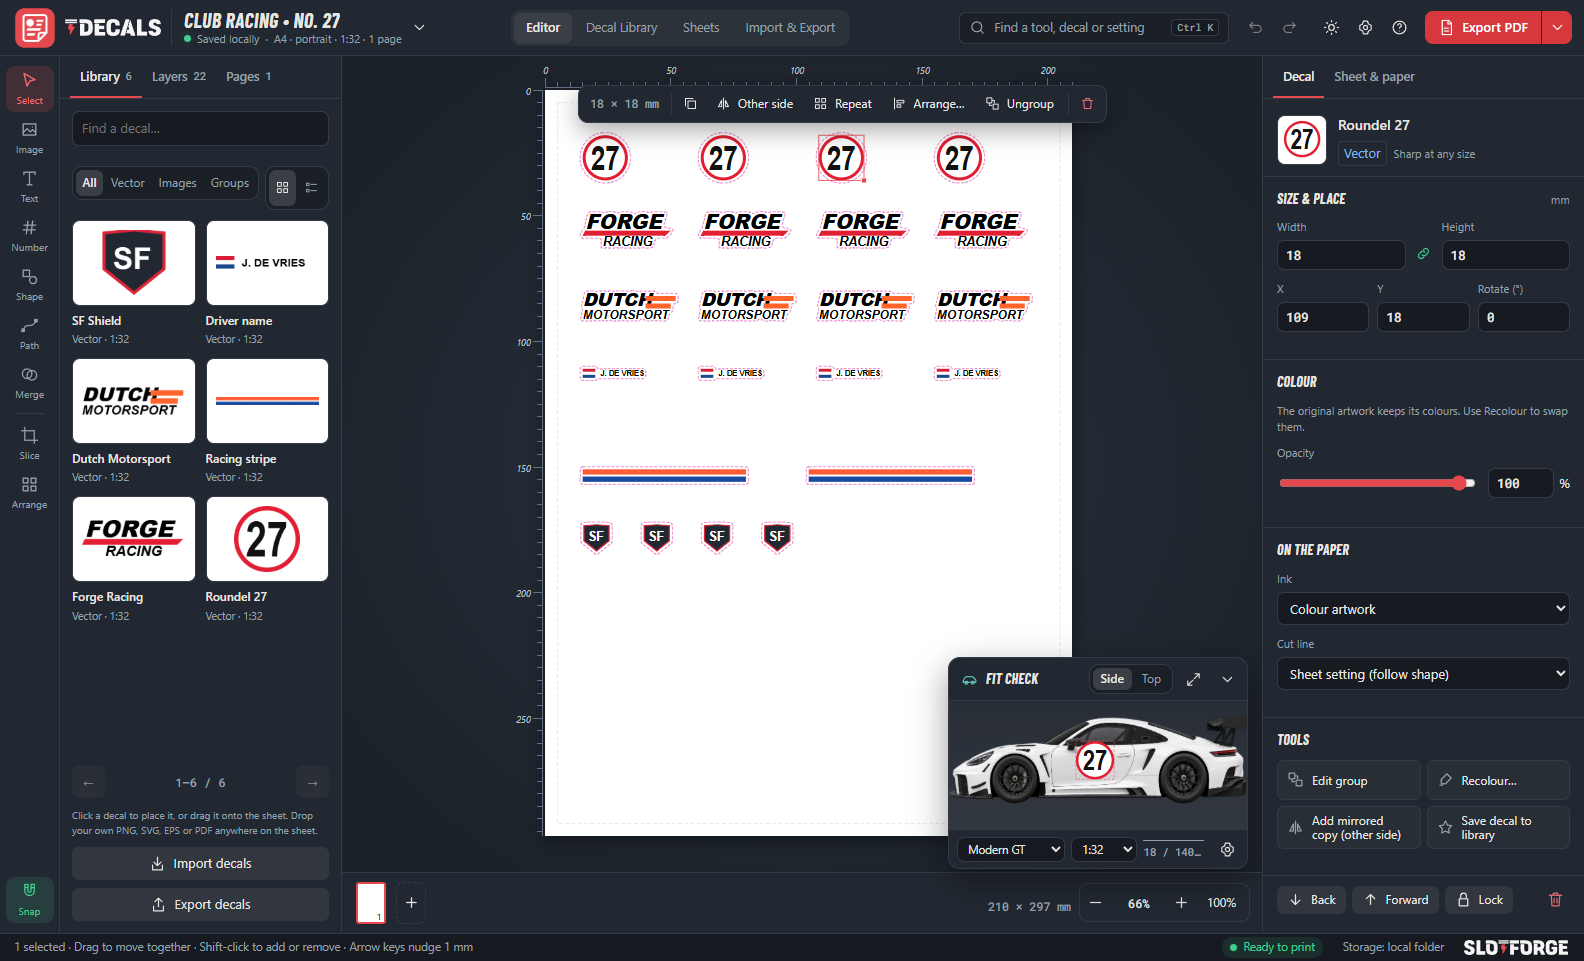 DECALS
CLUB RACING • NO. 27
Saved locally · A4 · portrait · 1:32 · 1 page
Editor
Decal Library
Sheets
Import & Export
Find a tool, decal or setting
Ctrl K
Export PDF
Select
Image
Text
Number
Shape
Path
Merge
Slice
Arrange
Snap
Library 6
Layers 22
Pages 1
Find a decal...
All
Vector
Images
Groups
SF
J. DE VRIES
SF Shield
Driver name
Vector · 1:32
Vector · 1:32
DUTCH
MOTORSPORT
Dutch Motorsport
Racing stripe
Vector · 1:32
Vector · 1:32
FORGE
RACING
27
Forge Racing
Roundel 27
Vector · 1:32
Vector · 1:32
← 1–6 / 6 →
Click a decal to place it, or drag it onto the sheet. Drop
your own PNG, SVG, EPS or PDF anywhere on the sheet.
Import decals
Export decals
0 50 100 150 200
0
50
100
150
200
250
18 × 18 mm
Other side
Repeat
Arrange...
Ungroup
27 27 27 27
FORGE FORGE FORGE FORGE
RACING RACING RACING RACING
DUTCH DUTCH DUTCH DUTCH
MOTORSPORT MOTORSPORT MOTORSPORT MOTORSPORT
J. DE VRIES J. DE VRIES J. DE VRIES J. DE VRIES
SF SF SF SF
FIT CHECK
Side
Top
27
Modern GT
1:32
18 / 140…
1
+
210 × 297 mm
66%
100%
Decal
Sheet & paper
27
Roundel 27
Vector
Sharp at any size
SIZE & PLACE
mm
Width
Height
18
18
X
Y
Rotate (°)
109
18
0
COLOUR
The original artwork keeps its colours. Use Recolour to swap
them.
Opacity
100 %
ON THE PAPER
Ink
Colour artwork
Cut line
Sheet setting (follow shape)
TOOLS
Edit group
Recolour...
Add mirrored
copy (other side)
Save decal to
library
Back
Forward
Lock
1 selected · Drag to move together · Shift-click to add or remove · Arrow keys nudge 1 mm
Ready to print
Storage: local folder
SLOTFORGE